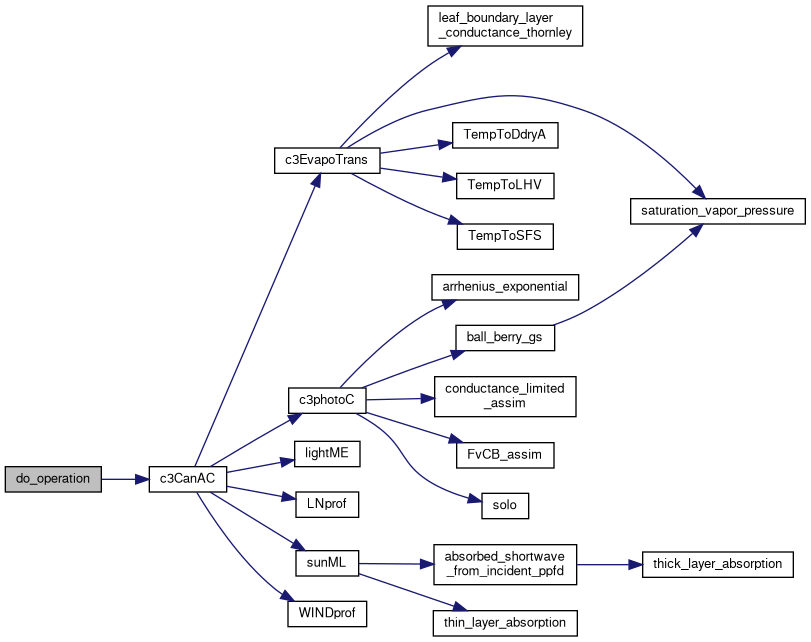 leaf_boundary_layer
_conductance_thornley
TempToDdryA
c3EvapoTrans
TempToLHV
saturation_vapor_pressure
TempToSFS
arrhenius_exponential
ball_berry_gs
conductance_limited
_assim
c3photoC
FvCB_assim
lightME
do_operation
c3CanAC
LNprof
solo
sunML
absorbed_shortwave
_from_incident_ppfd
thick_layer_absorption
WINDprof
thin_layer_absorption